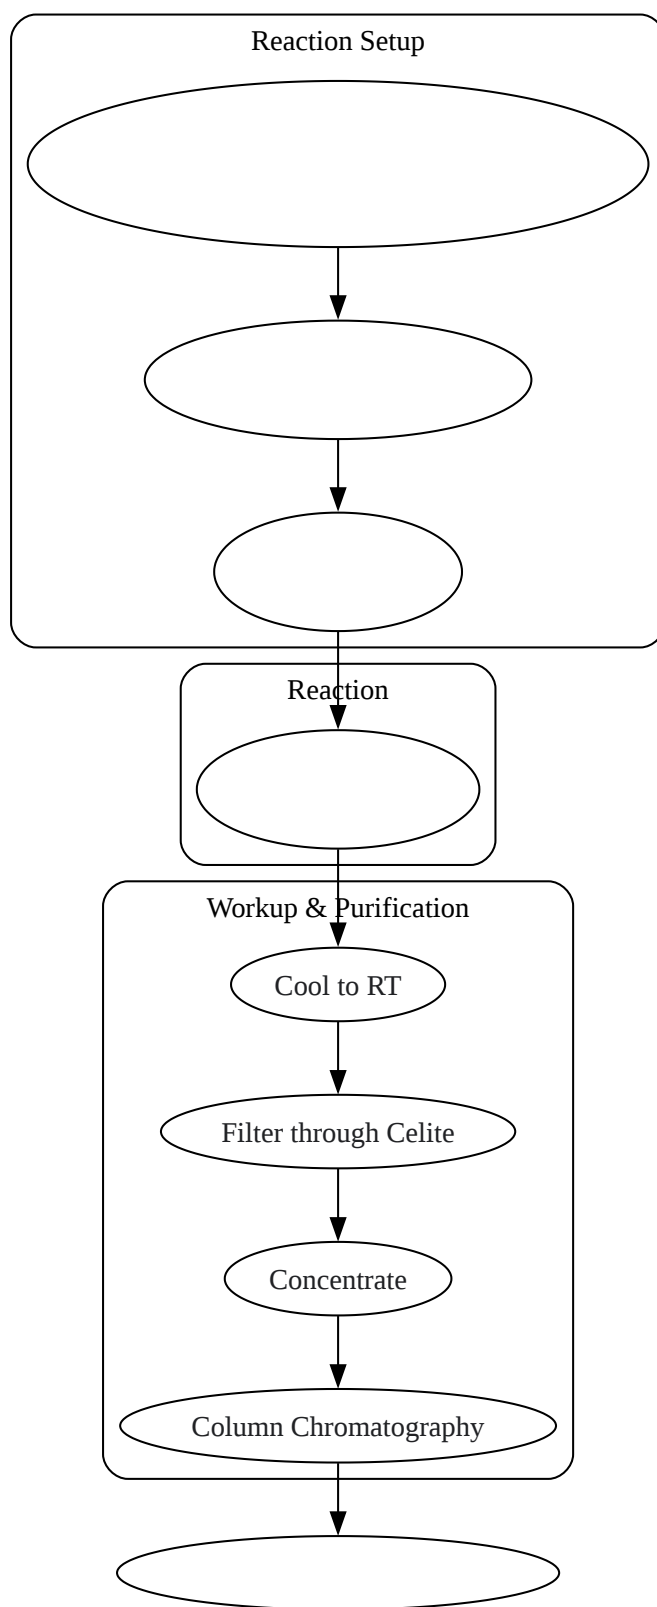 Reaction Setup
Reaction
Workup & Purification
Cool to RT
Filter through Celite
Concentrate
Column Chromatography